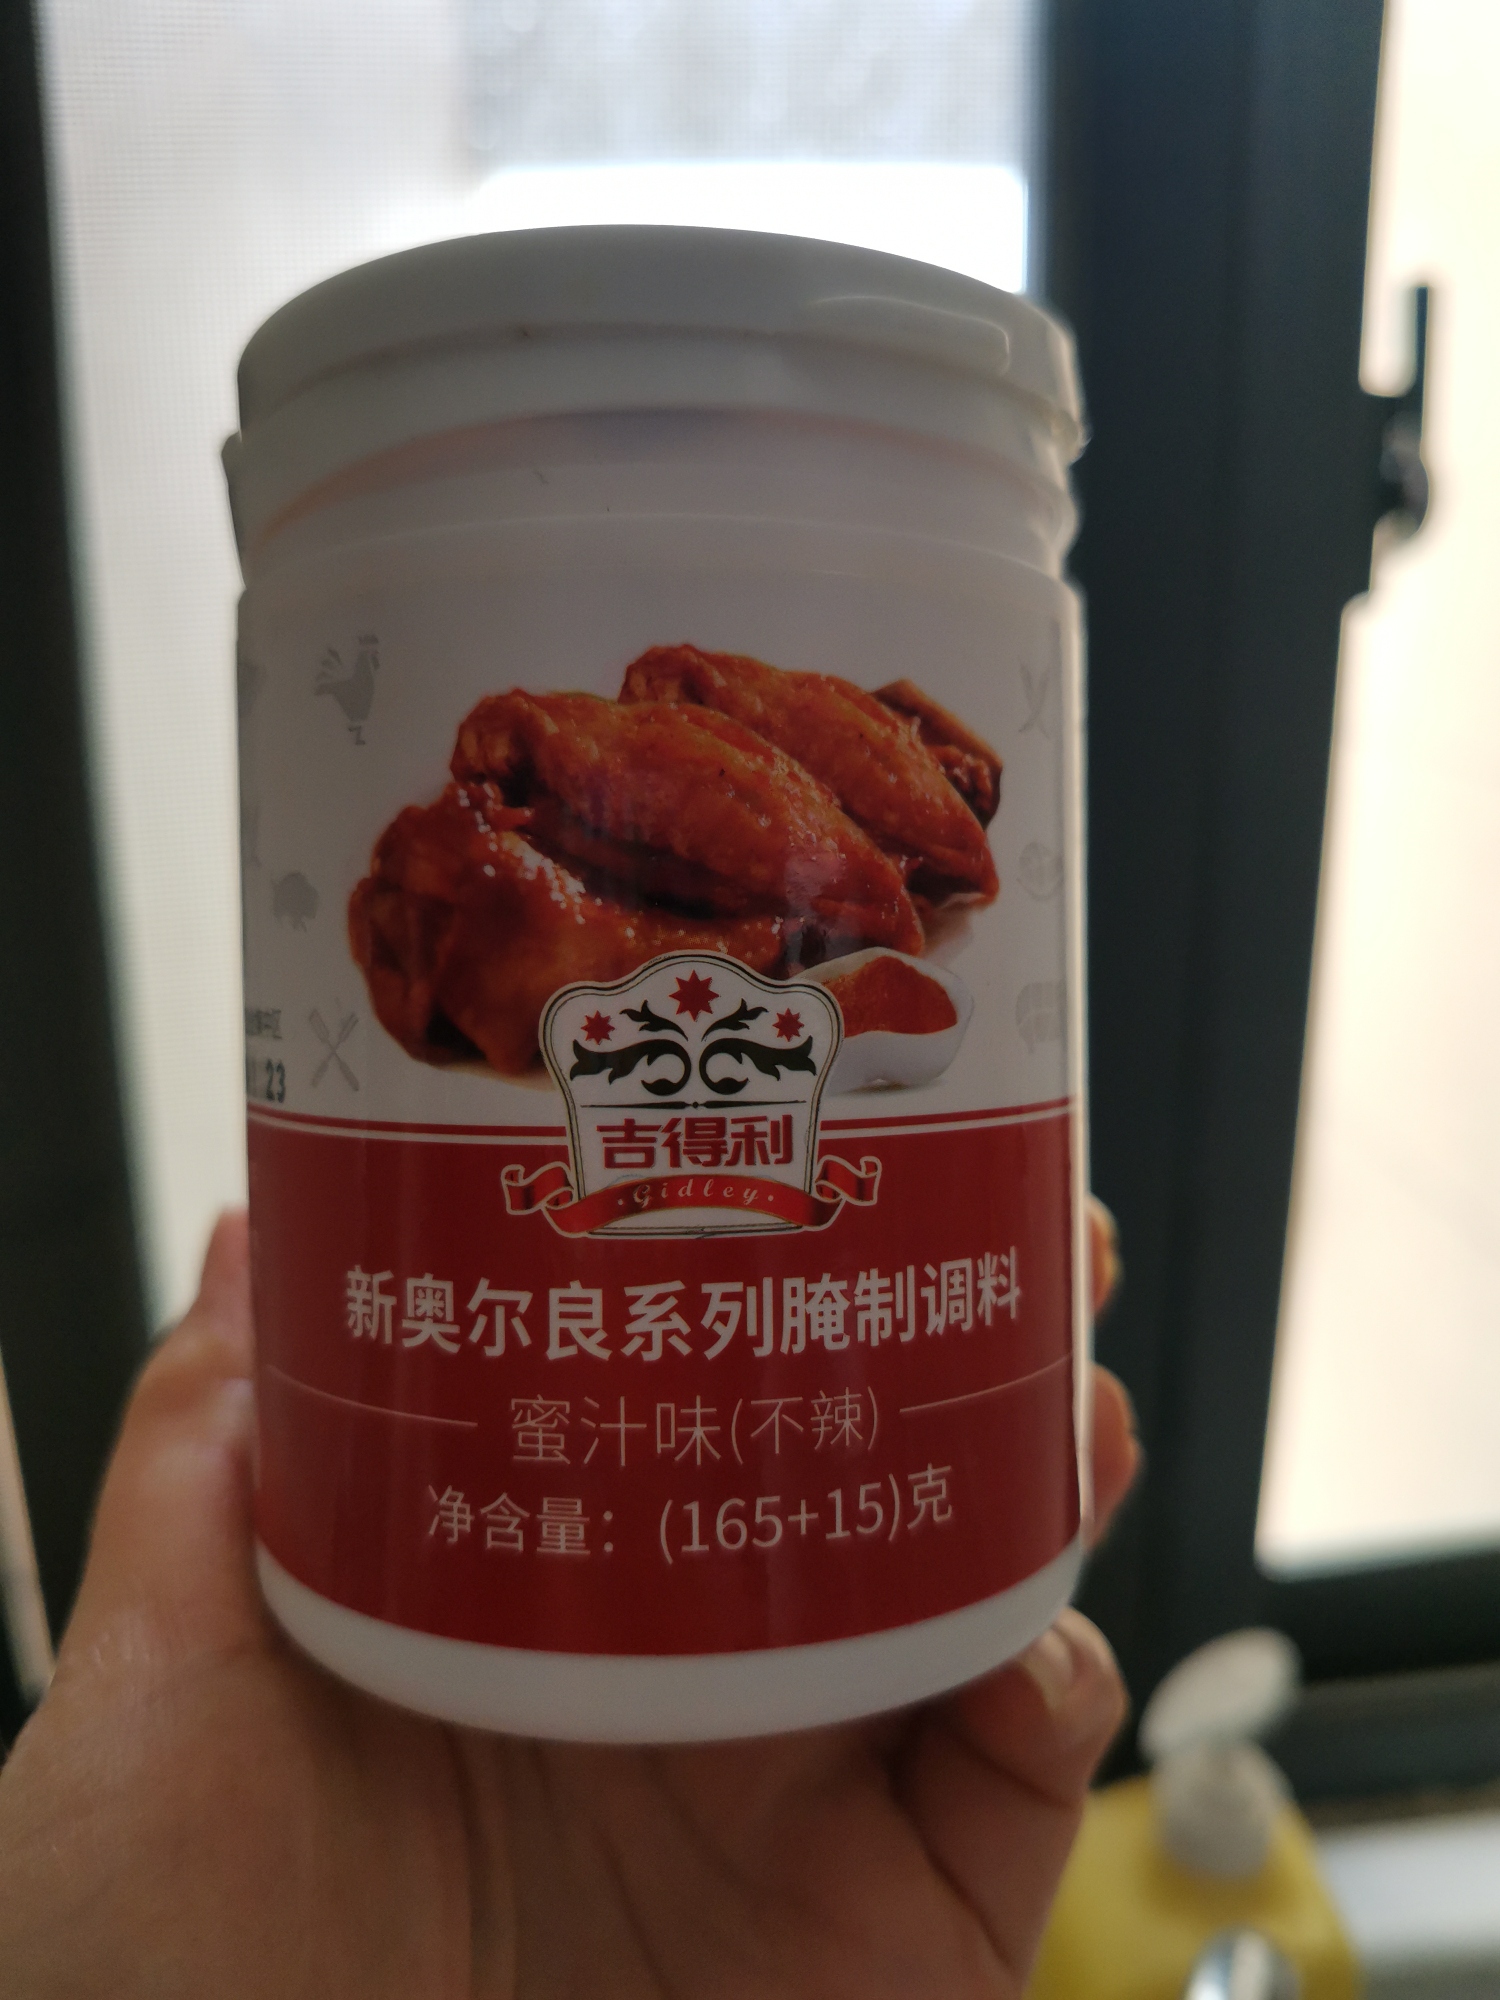 23
吉得利
·Gidley·
新奥尔良系列腌制调料
蜜汁味(不辣)
净含量：(165+15)克